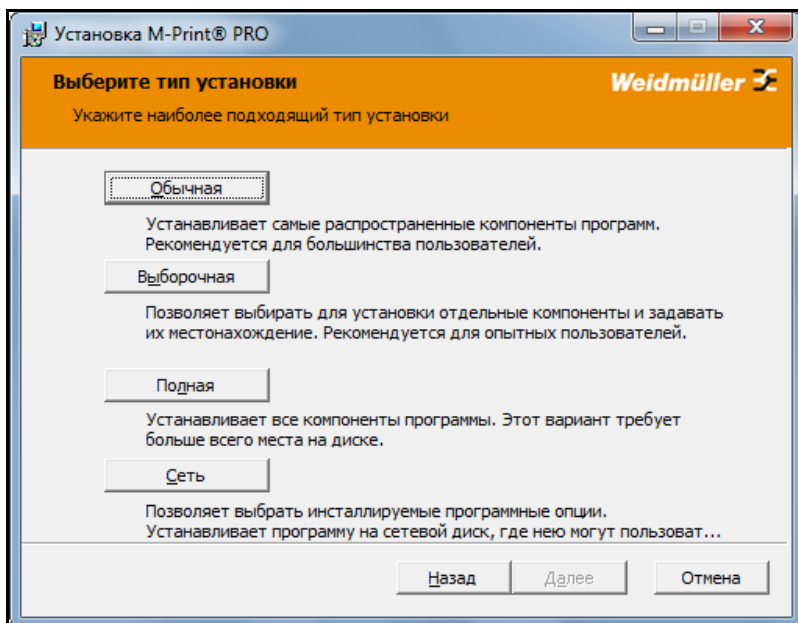 Установка M-Print® PRO
Выберите тип установки
Weidmüller
Укажите наиболее подходящий тип установки
Обычная
Устанавливает самые распространенные компоненты программ.
Рекомендуется для большинства пользователей.
Выборочная
Позволяет выбирать для установки отдельные компоненты и задавать
их местонахождение. Рекомендуется для опытных пользователей.
Полная
Устанавливает все компоненты программы. Этот вариант требует
больше всего места на диске.
Сеть
Позволяет выбрать инсталлируемые программные опции.
Устанавливает программу на сетевой диск, где нею могут пользоват...
Назад
Далее
Отмена